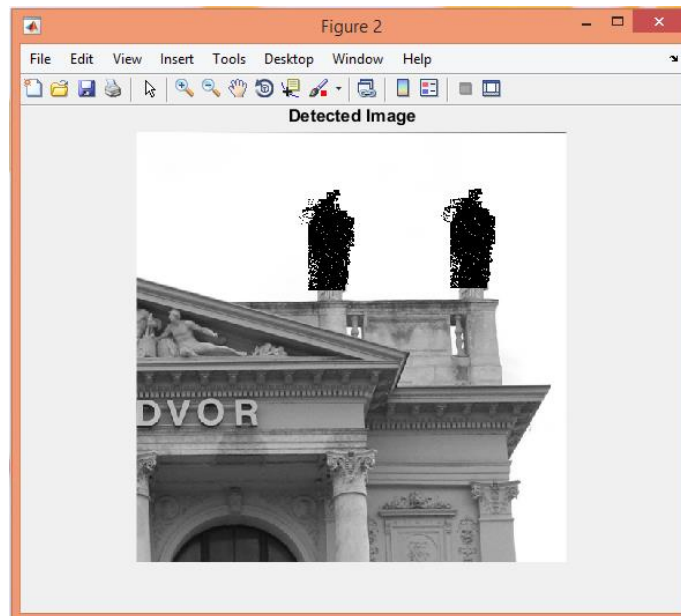 Figure 2
File Edit View Insert Tools Desktop Window Help
Detected Image
DVOR